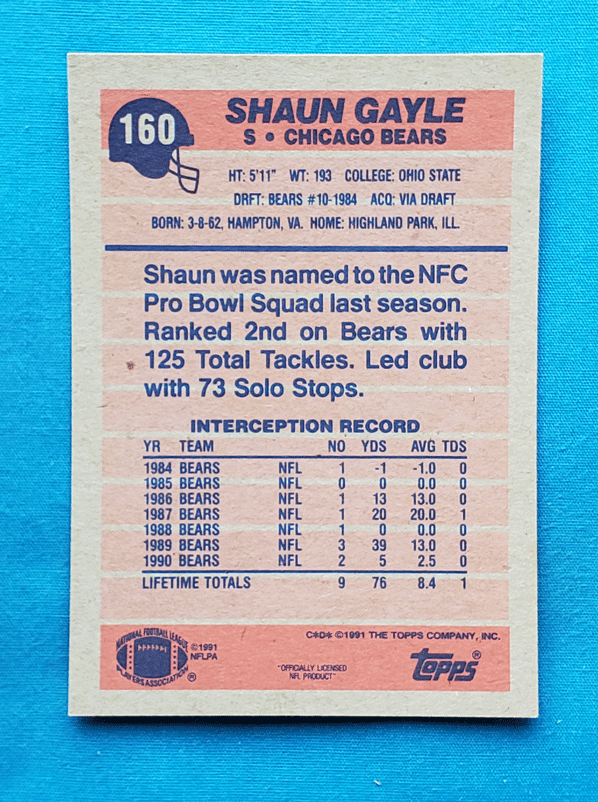 160
SHAUN GAYLE
S • CHICAGO BEARS
HT: 5'11" WT: 193 COLLEGE: OHIO STATE
DRFT: BEARS #10-1984 ACQ: VIA DRAFT
BORN: 3-8-62, HAMPTON, VA. HOME: HIGHLAND PARK, ILL.
Shaun was named to the NFC
Pro Bowl Squad last season.
Ranked 2nd on Bears with
125 Total Tackles. Led club
with 73 Solo Stops.
INTERCEPTION RECORD
YR TEAM NO YDS AVG TDS
1984 BEARS NFL 1 -1 -1.0 0
1985 BEARS NFL 0 0 0.0 0
1986 BEARS NFL 1 13 13.0 0
1987 BEARS NFL 1 20 20.0 1
1988 BEARS NFL 1 0 0.0 0
1989 BEARS NFL 3 39 13.0 0
1990 BEARS NFL 2 5 2.5 0
LIFETIME TOTALS 9 76 8.4 1
NATIONAL FOOTBALL LEAGUE
PLAYERS ASSOCIATION ®
©1991
NFLPA
C*D* ©1991 THE TOPPS COMPANY, INC.
"OFFICIALLY LICENSED
NFL PRODUCT"
topps®